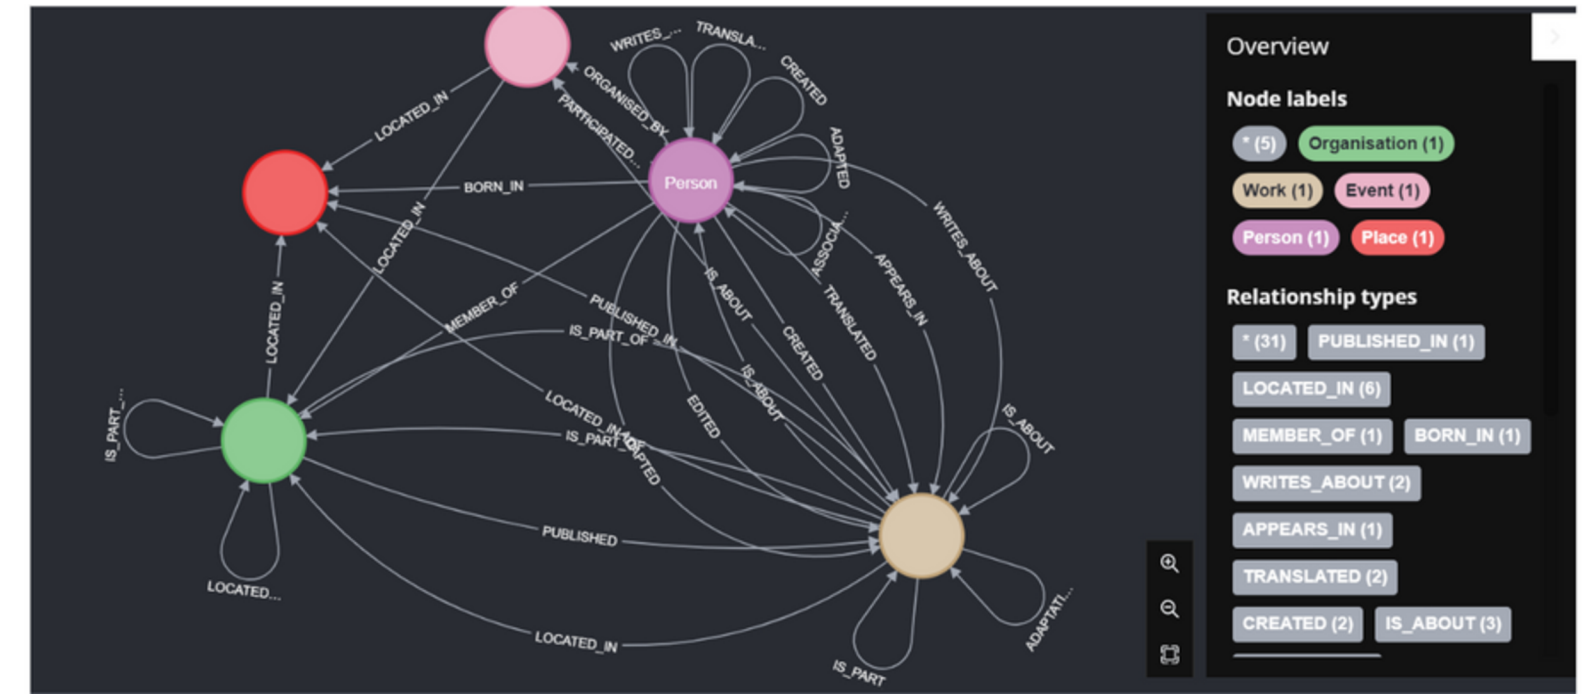 WRITES_...
TRANSLA...
CREATED
ORGANISED_BY
PARTICIPATED...
LOCATED_IN
ADAPTED
Person
BORN_IN
LOCATED_IN
ASSOCIA...
WRITES_ABOUT
APPEARS_IN
IS_ABOUT
TRANSLATED
MEMBER_OF
LOCATED_IN
PUBLISHED_IN
IS_PART_OF
CREATED
IS_ABOUT
EDITED
LOCATED_IN
IS_PART_OF
ADAPTED
IS_PART_...
IS_ABOUT
PUBLISHED
LOCATED...
LOCATED_IN
IS_PART
ADAPTATI...
Overview
Node labels
* (5) Organisation (1)
Work (1) Event (1)
Person (1) Place (1)
Relationship types
* (31) PUBLISHED_IN (1)
LOCATED_IN (6)
MEMBER_OF (1) BORN_IN (1)
WRITES_ABOUT (2)
APPEARS_IN (1)
TRANSLATED (2)
CREATED (2) IS_ABOUT (3)